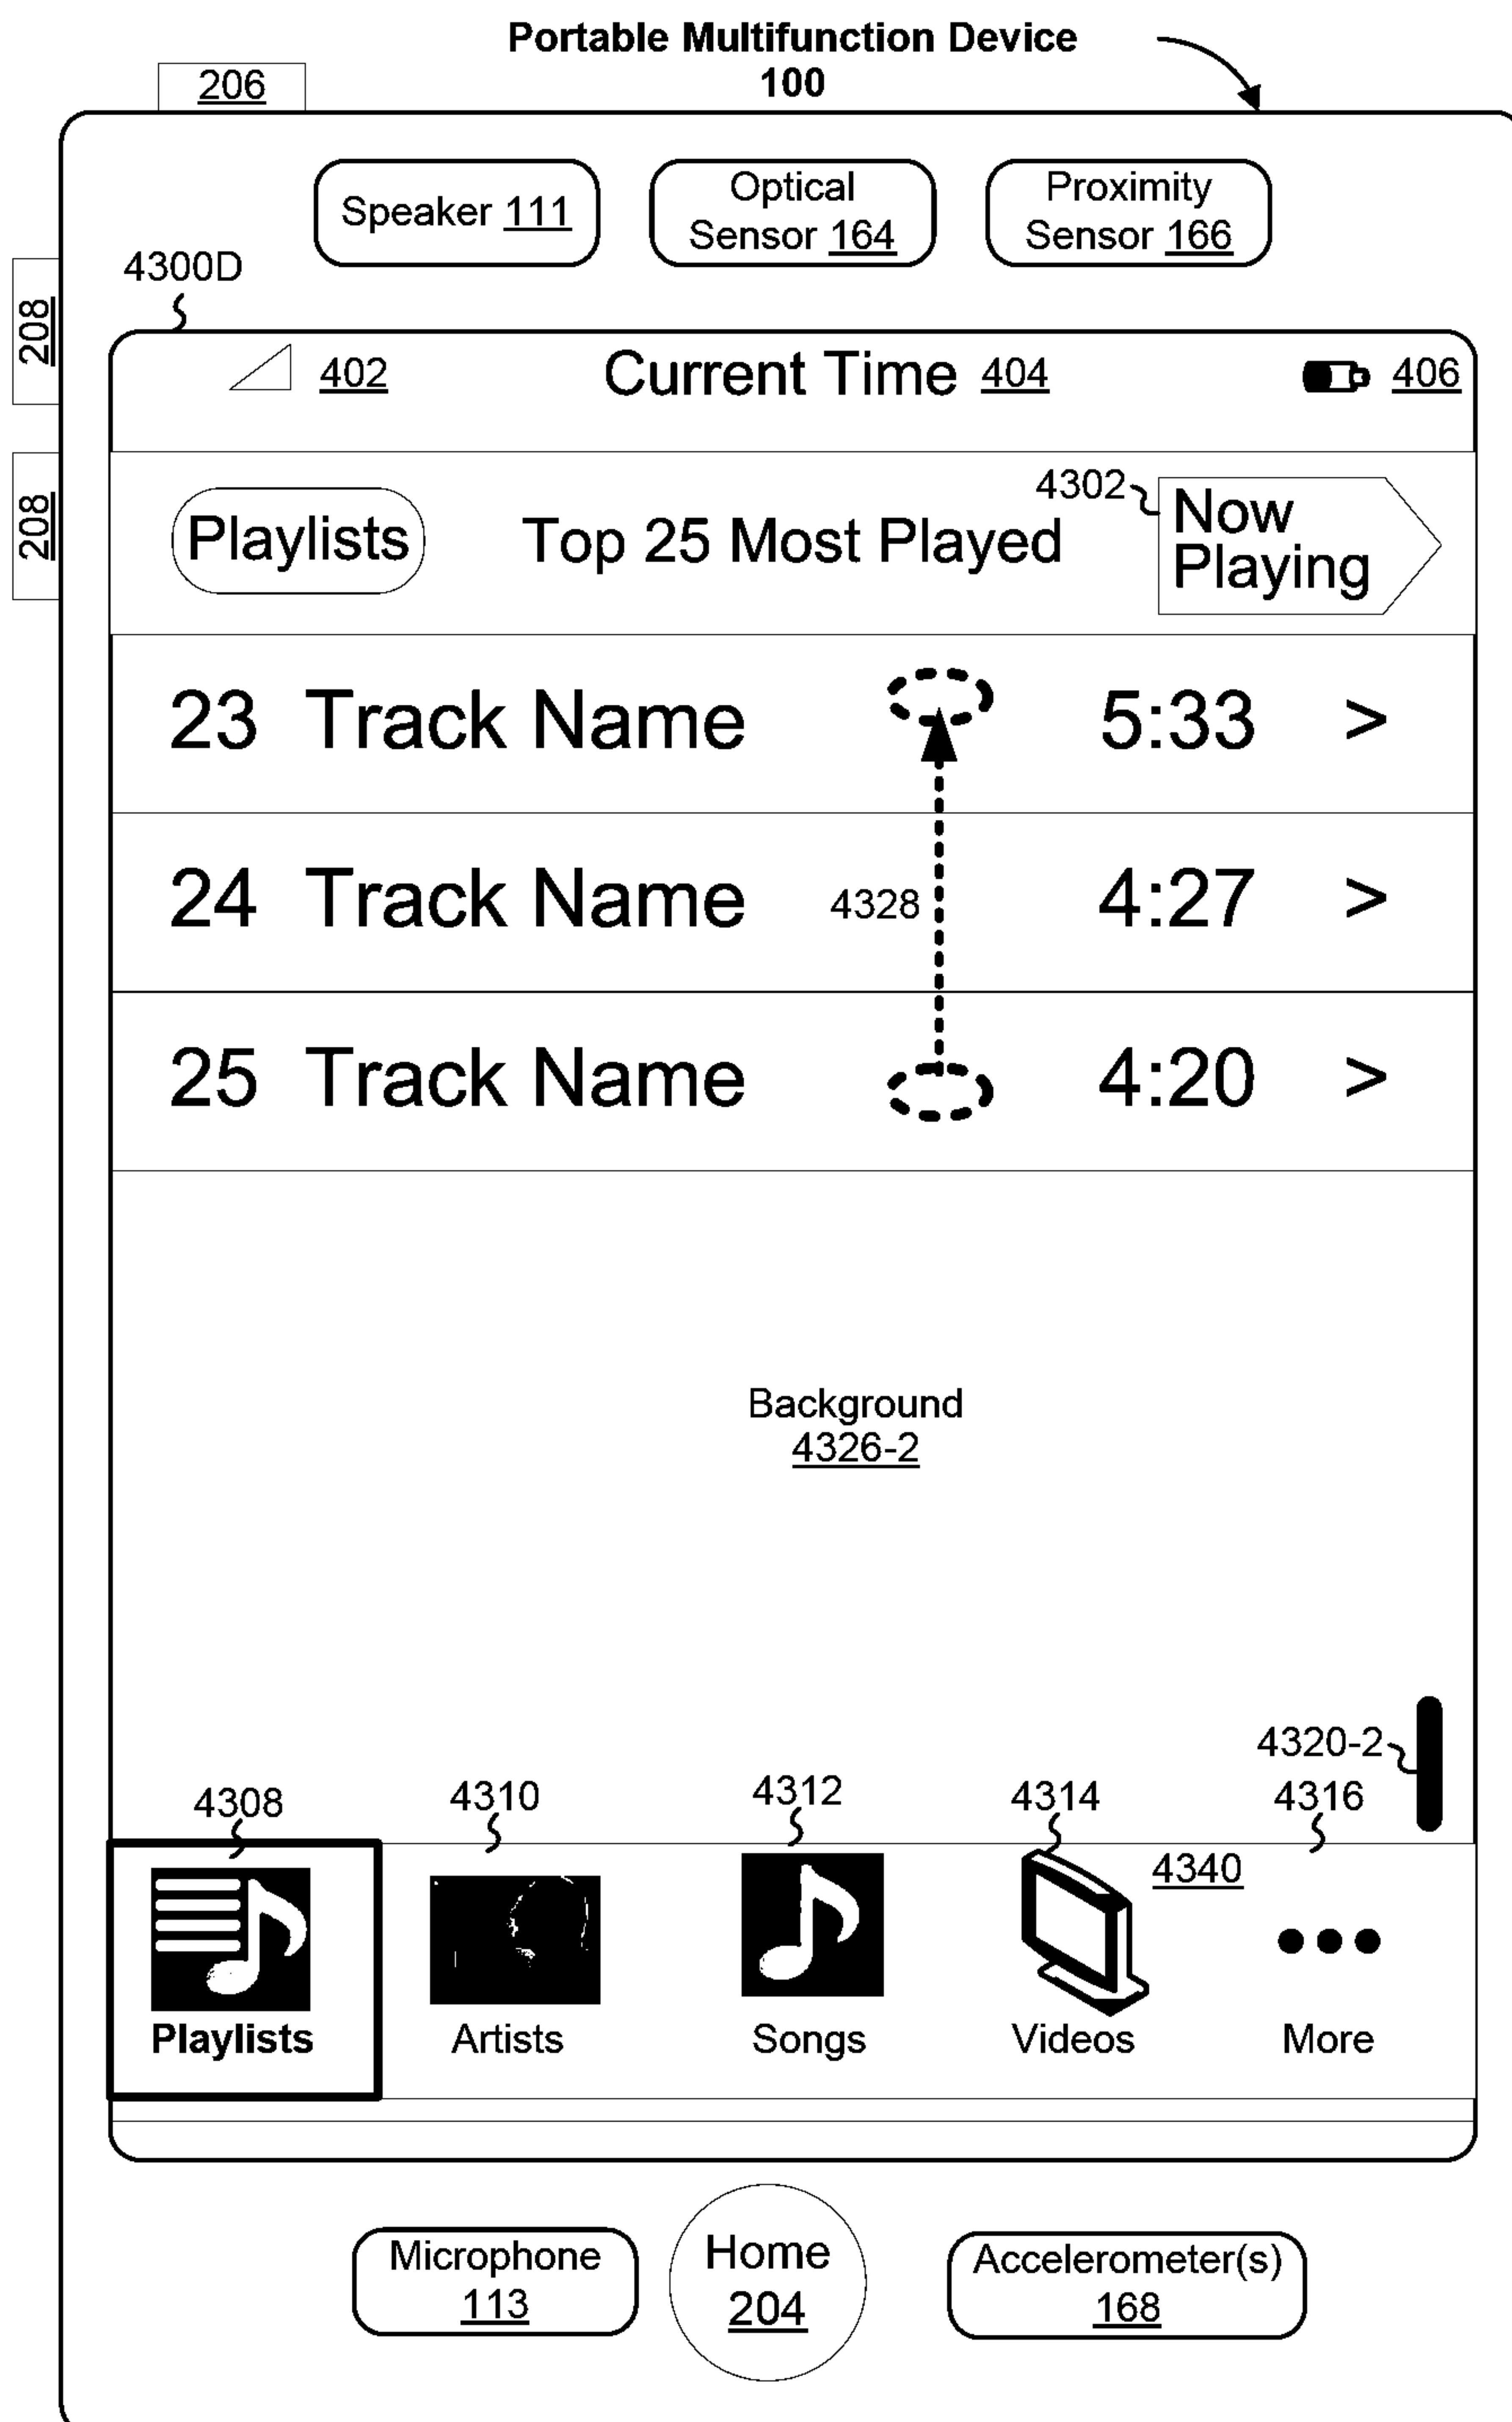 Portable Multifunction Device
100
206
Speaker 111
Optical
Sensor 164
Proximity
Sensor 166
4300D
208
208
402
Current Time 404
406
Playlists
Top 25 Most Played
4302
Now
Playing
23 Track Name 5:33 >
24 Track Name 4328 4:27 >
25 Track Name 4:20 >
Background
4326-2
4320-2
4308
4310
4312
4314
4316
4340
Playlists
Artists
Songs
Videos
More
Microphone
113
Home
204
Accelerometer(s)
168